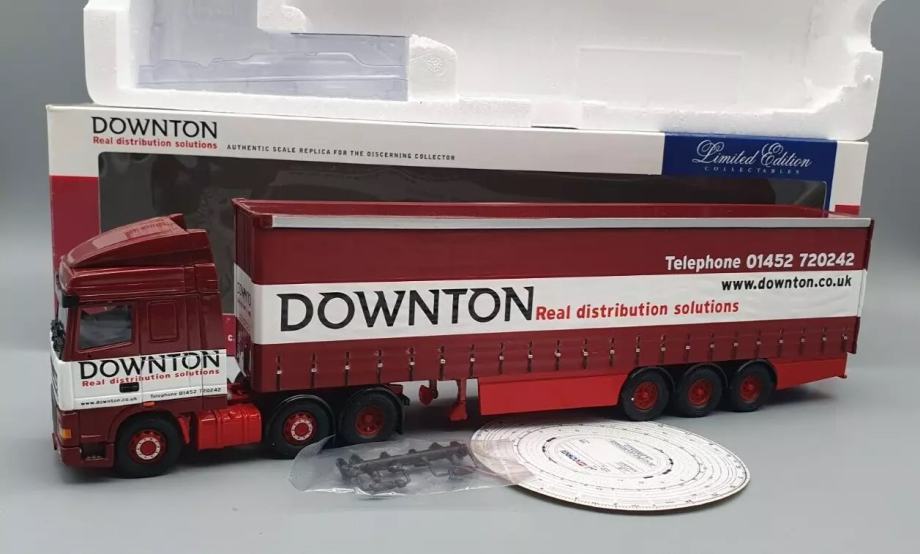 DOWNTON
Real distribution solutions
AUTHENTIC SCALE REPLICA FOR THE DISCERNING COLLECTOR
Limited Edition
COLLECTABLES
Telephone 01452 720242
www.downton.co.uk
DOWNTON Real distribution solutions
DOWNTON
Real distribution solutions
www.downton.co.uk Telephone 01452 720242